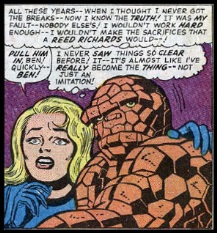 ALL THESE YEARS--WHEN I THOUGHT I NEVER GOT
THE BREAKS--NOW I KNOW THE TRUTH! IT WAS MY
FAULT--NOBODY ELSE'S! I WOULDN'T WORK HARD
ENOUGH--I WOULDN'T MAKE THE SACRIFICES THAT
A REED RICHARDS WOULD--!
PULL HIM
IN, BEN!
QUICKLY--
BEN!
I NEVER SAW THINGS SO CLEAR
BEFORE! IT--IT'S ALMOST LIKE I'VE
REALLY BECOME THE THING--NOT
JUST AN
IMITATION!